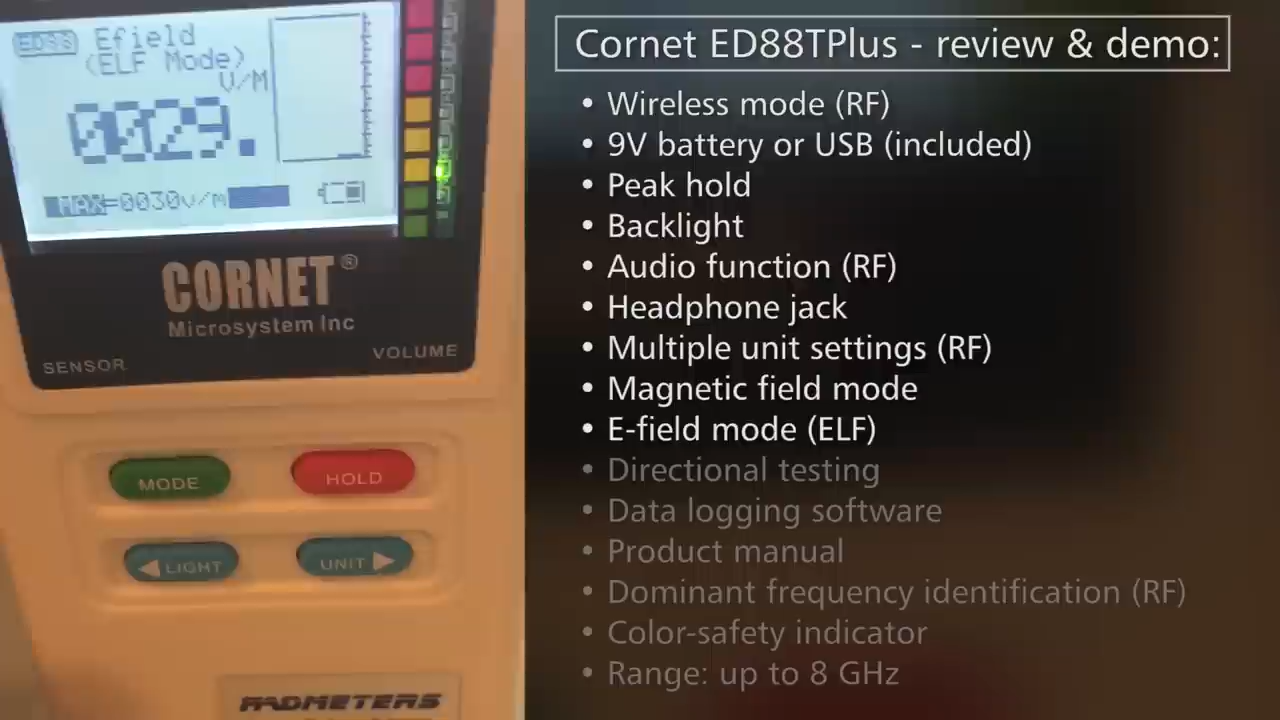 ED88 Efield
(ELF Mode)
V/M
0029.
MAX=0030v/m
CORNET®
Microsystem Inc
SENSOR
VOLUME
MODE
HOLD
◀LIGHT
UNIT▶
Cornet ED88TPlus - review & demo:
• Wireless mode (RF)
• 9V battery or USB (included)
• Peak hold
• Backlight
• Audio function (RF)
• Headphone jack
• Multiple unit settings (RF)
• Magnetic field mode
• E-field mode (ELF)
• Directional testing
• Data logging software
• Product manual
• Dominant frequency identification (RF)
• Color-safety indicator
• Range: up to 8 GHz